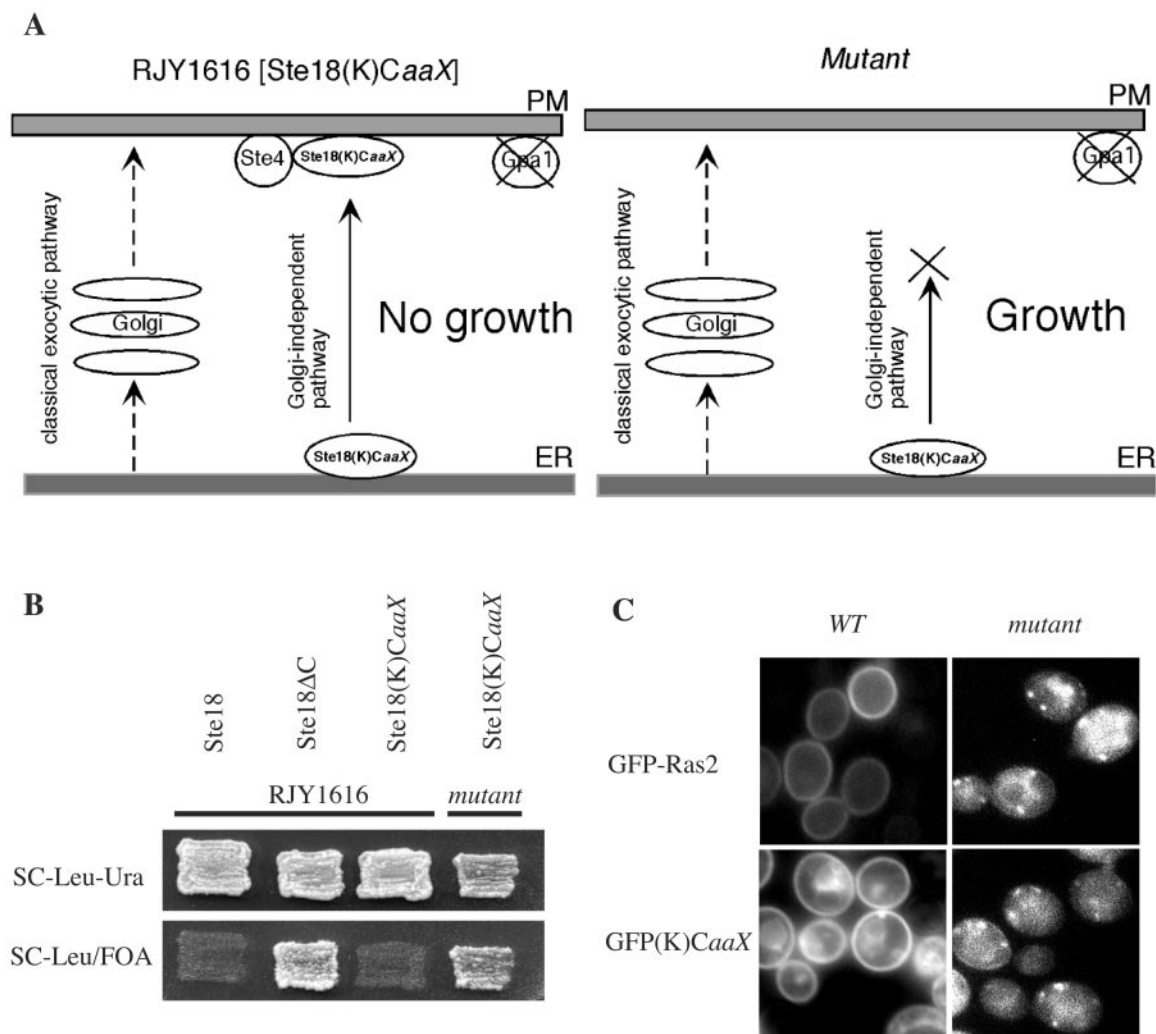 A
RJY1616 [Ste18(K)CaaX]
PM
Ste4
Ste18(K)CaaX
Gpa1
classical exocytic pathway
Golgi
Golgi-independent
pathway
No growth
Ste18(K)CaaX
ER
Mutant
PM
Gpa1
classical exocytic pathway
Golgi
Golgi-independent
pathway
Growth
Ste18(K)CaaX
ER
B
Ste18
Ste18ΔC
Ste18(K)CaaX
Ste18(K)CaaX
RJY1616
mutant
SC-Leu-Ura
SC-Leu/FOA
C
WT
mutant
GFP-Ras2
GFP(K)CaaX